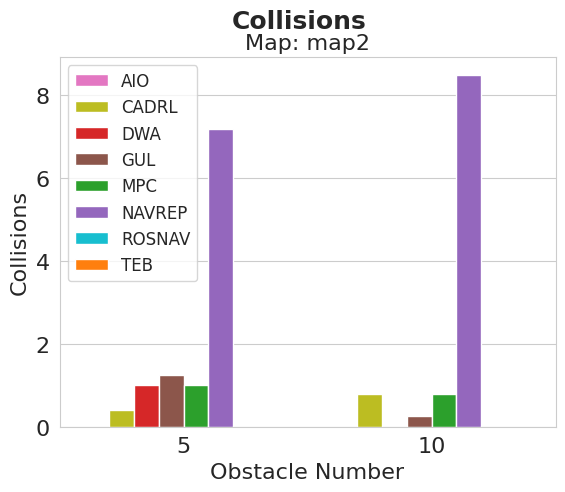 Collisions
Map: map2
Collisions
8
6
4
2
0
AIO
CADRL
DWA
GUL
MPC
NAVREP
ROSNAV
TEB
5
10
Obstacle Number